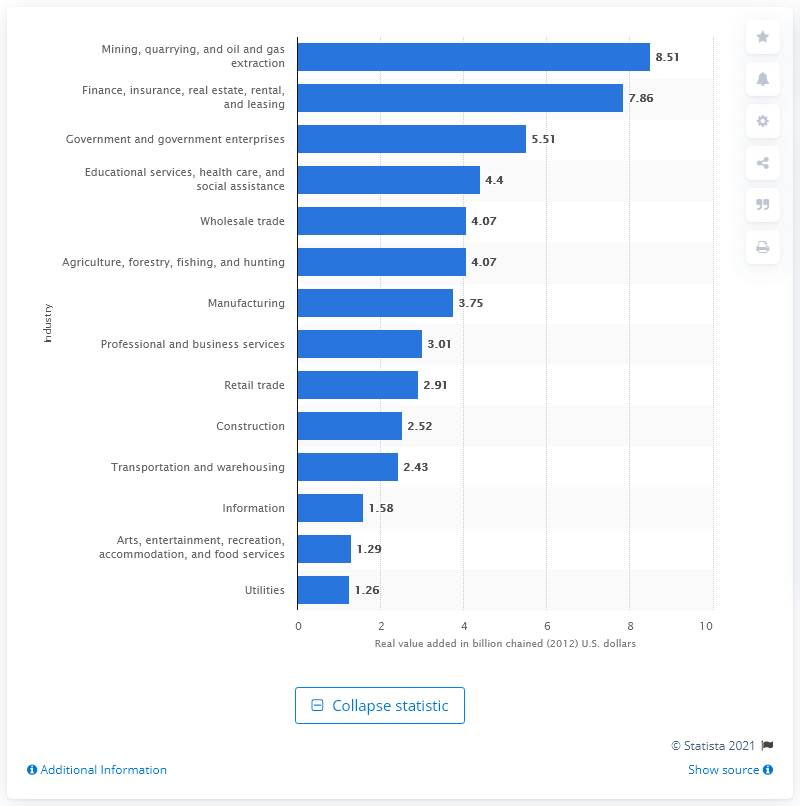 Mining, quarrying, and oil and gas
extraction
8.51
Finance, insurance, real estate, rental,
and leasing
7.86
Government and government enterprises
5.51
Educational services, health care, and
social assistance
4.4
Wholesale trade
4.07
Agriculture, forestry, fishing, and hunting
4.07
Manufacturing
3.75
Professional and business services
3.01
Retail trade
2.91
Construction
2.52
Transportation and warehousing
2.43
Information
1.58
Arts, entertainment, recreation,
accommodation, and food services
1.29
Utilities
1.26
Industry
0 2 4 6 8 10
Real value added in billion chained (2012) U.S. dollars
Collapse statistic
© Statista 2021
Additional Information
Show source